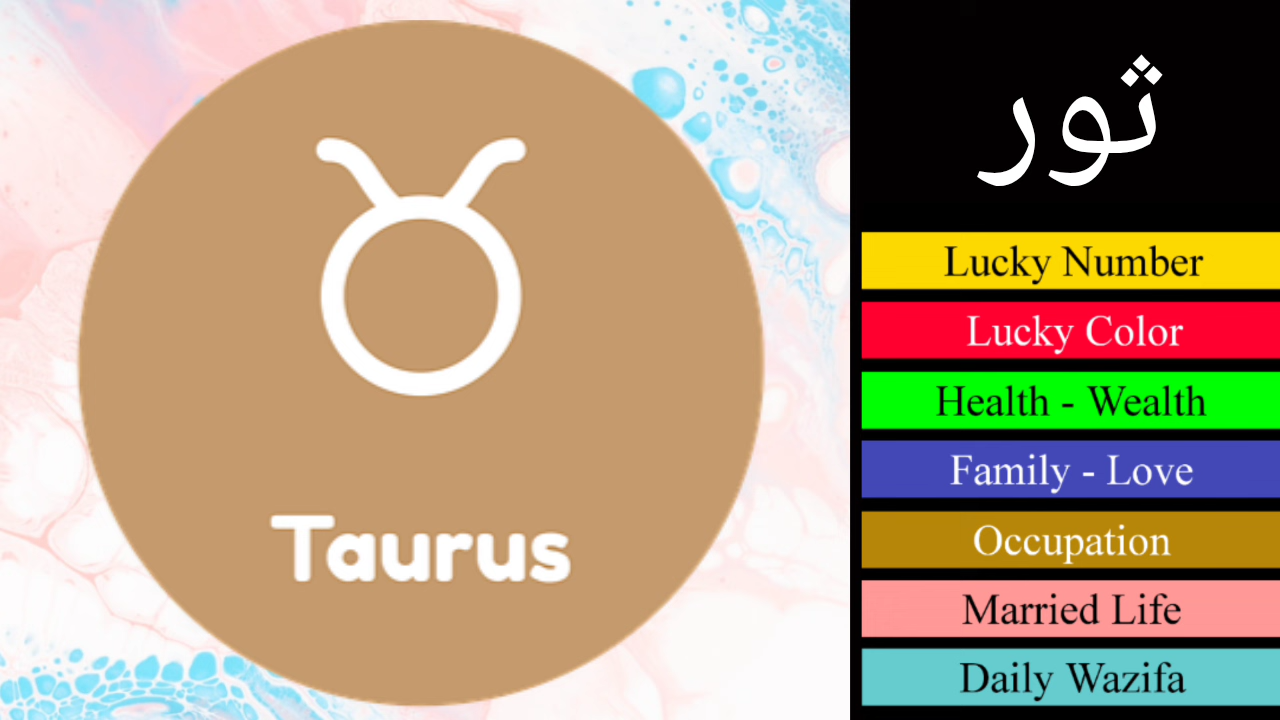 Taurus
ثور
Lucky Number
Lucky Color
Health - Wealth
Family - Love
Occupation
Married Life
Daily Wazifa